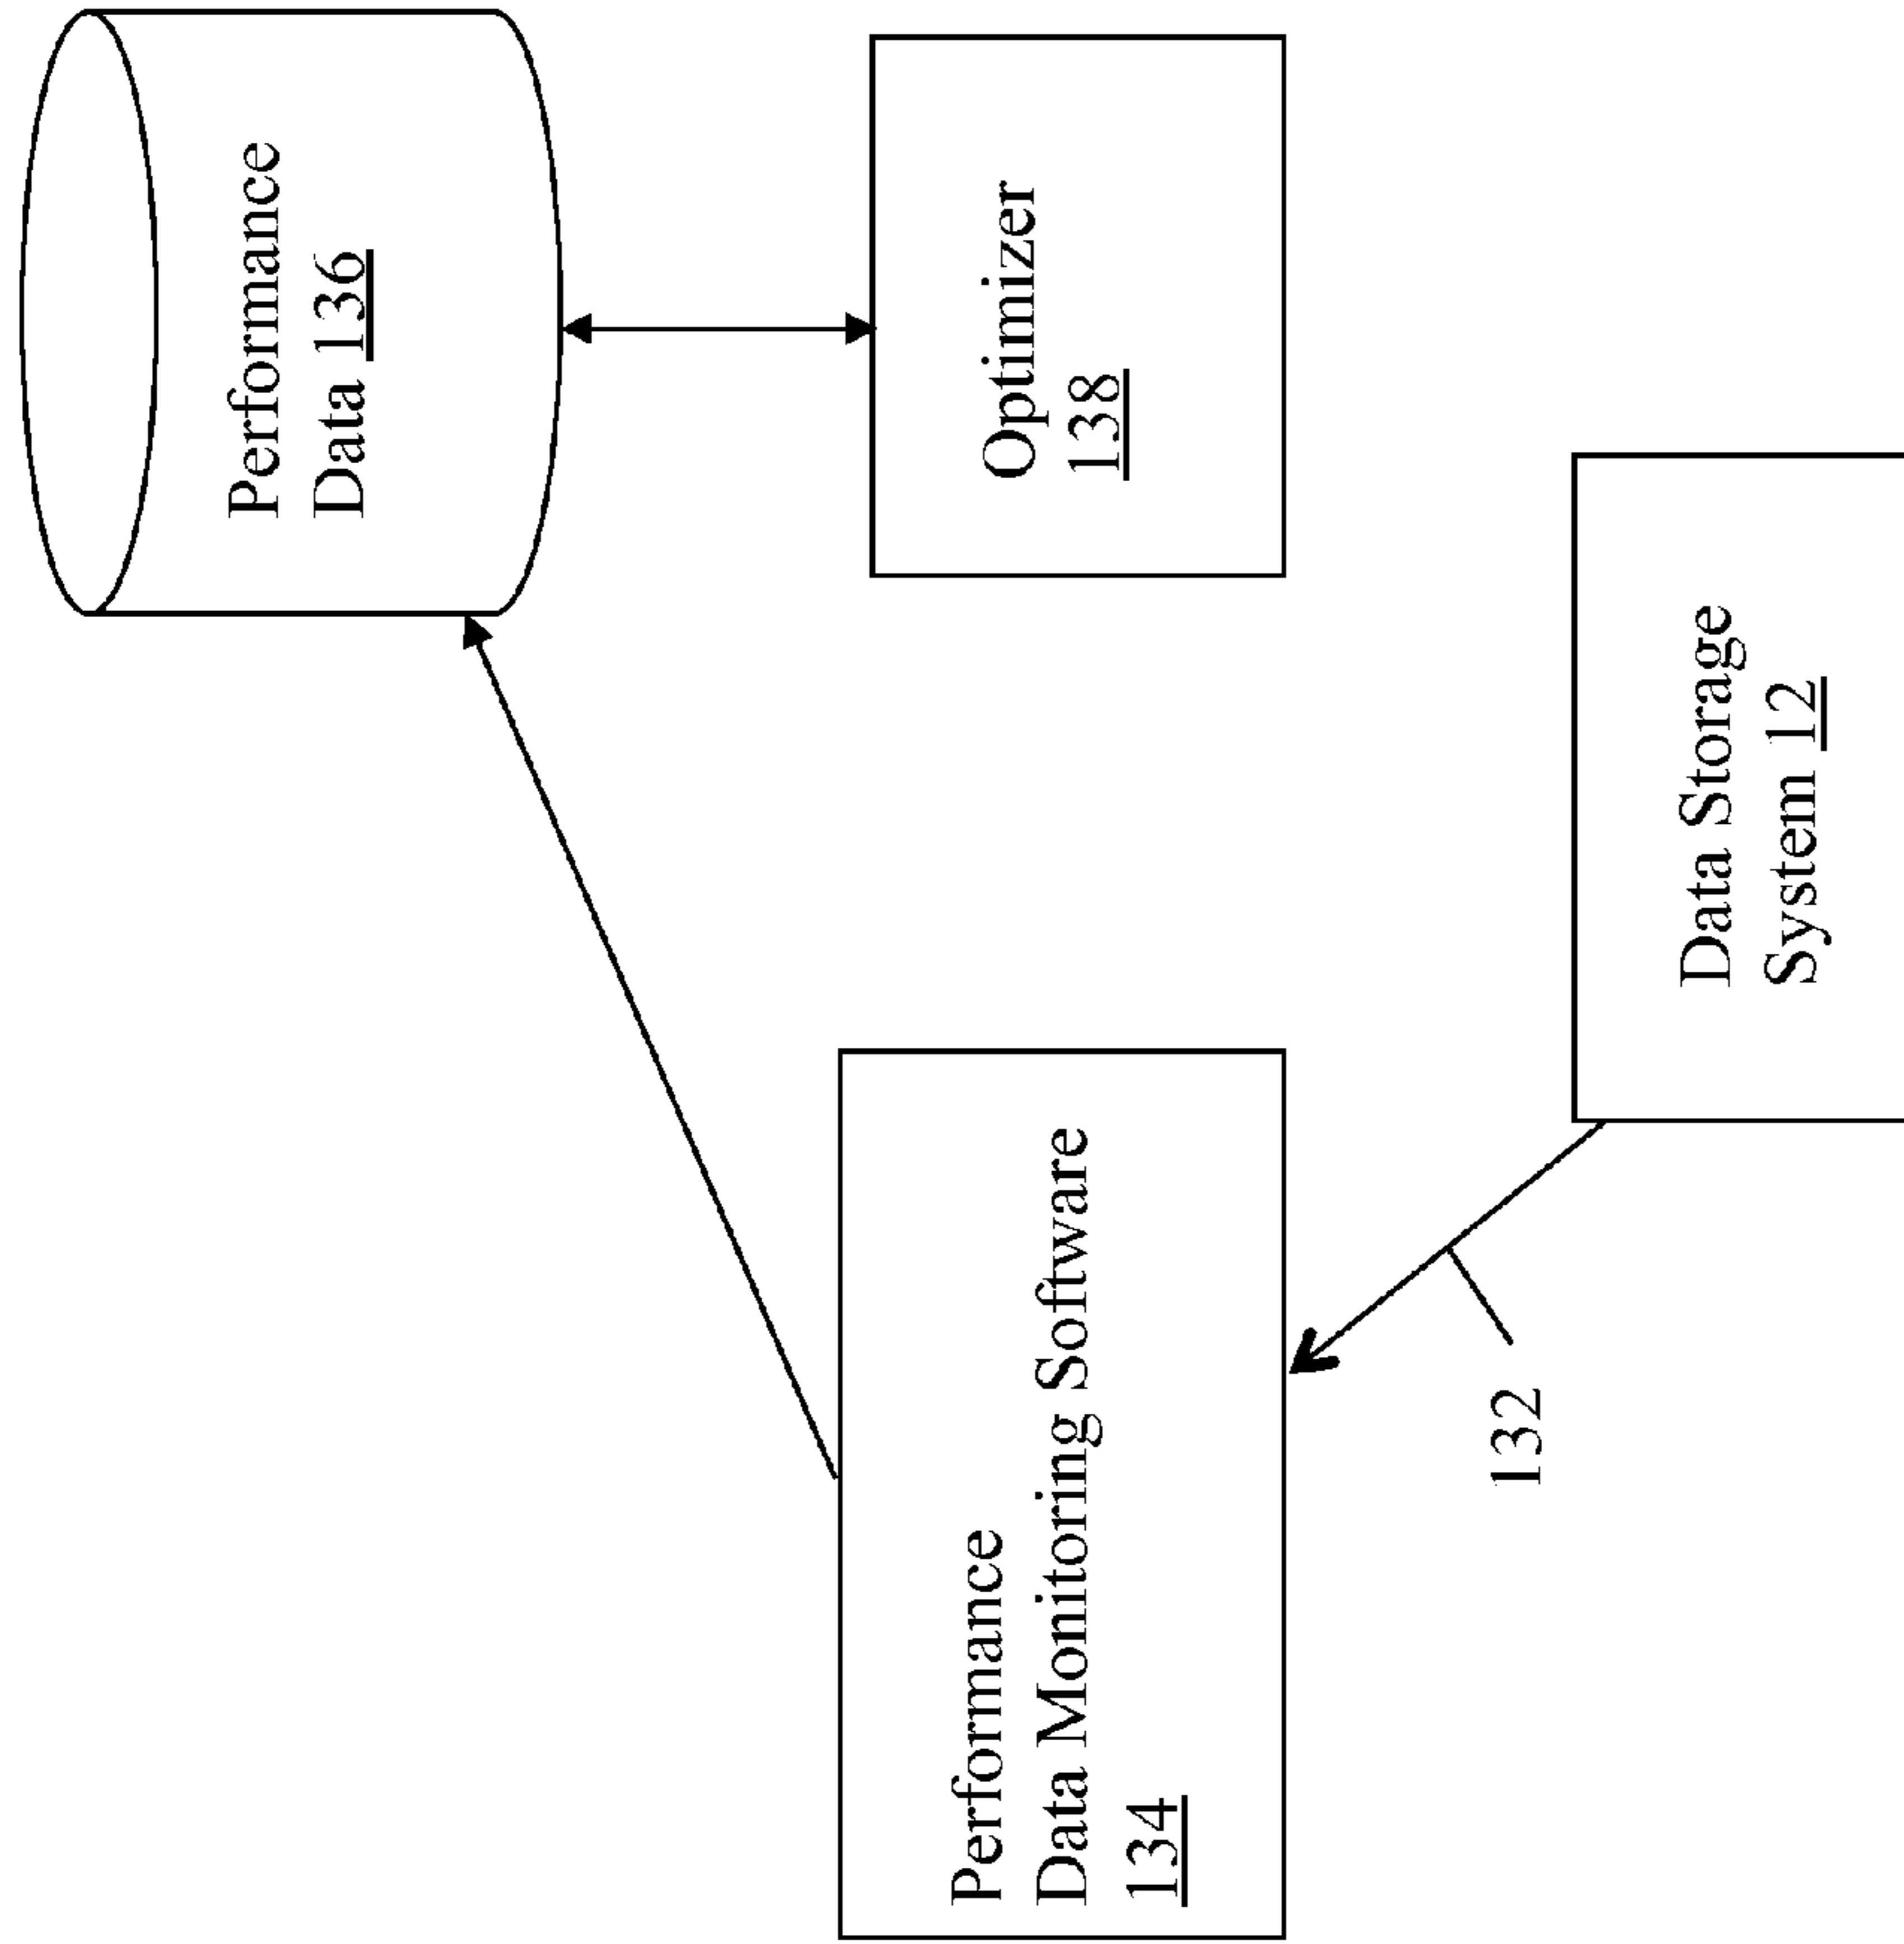 Performance
Data 136
Optimizer
138
Performance
Data Monitoring Software
134
132
Data Storage
System 12